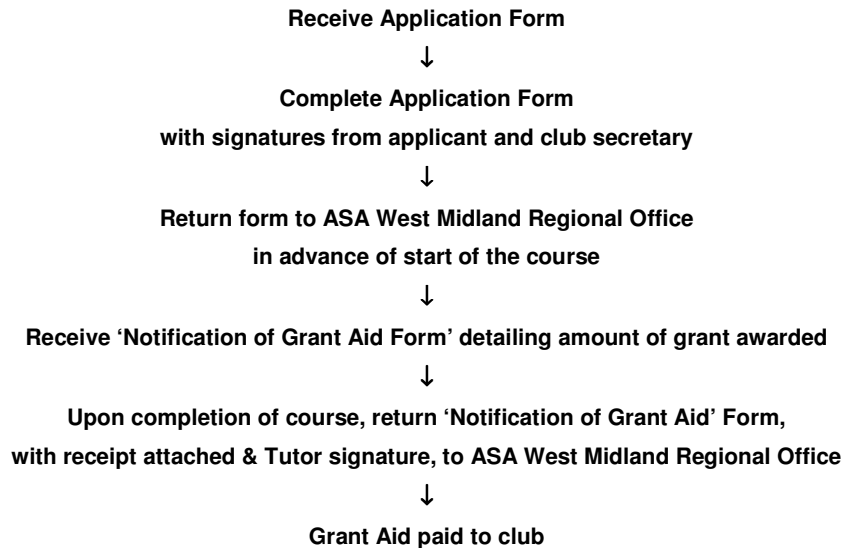 Receive Application Form
↓
Complete Application Form
with signatures from applicant and club secretary
↓
Return form to ASA West Midland Regional Office
in advance of start of the course
↓
Receive ‘Notification of Grant Aid Form’ detailing amount of grant awarded
↓
Upon completion of course, return ‘Notification of Grant Aid’ Form,
with receipt attached & Tutor signature, to ASA West Midland Regional Office
↓
Grant Aid paid to club